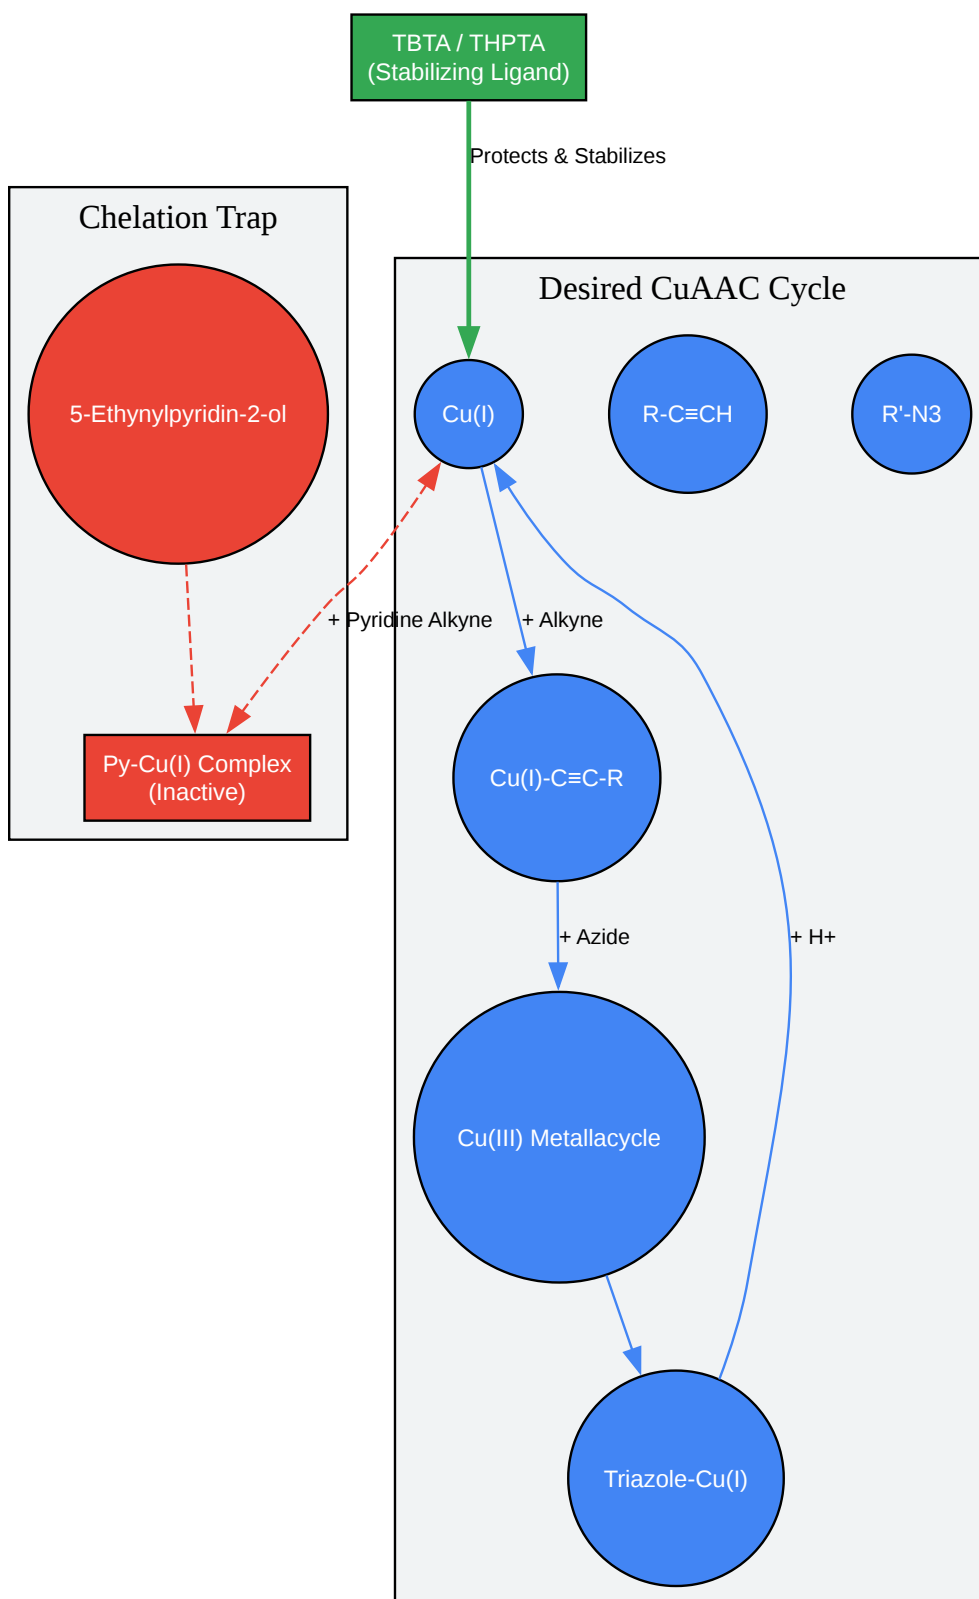 TBTA / THPTA
(Stabilizing Ligand)
Protects & Stabilizes
Chelation Trap
Desired CuAAC Cycle
5-Ethynylpyridin-2-ol
Cu(I)
R-C≡CH
R'-N3
+ Pyridine Alkyne
+ Alkyne
Py-Cu(I) Complex
(Inactive)
Cu(I)-C≡C-R
+ Azide
+ H+
Cu(III) Metallacycle
Triazole-Cu(I)